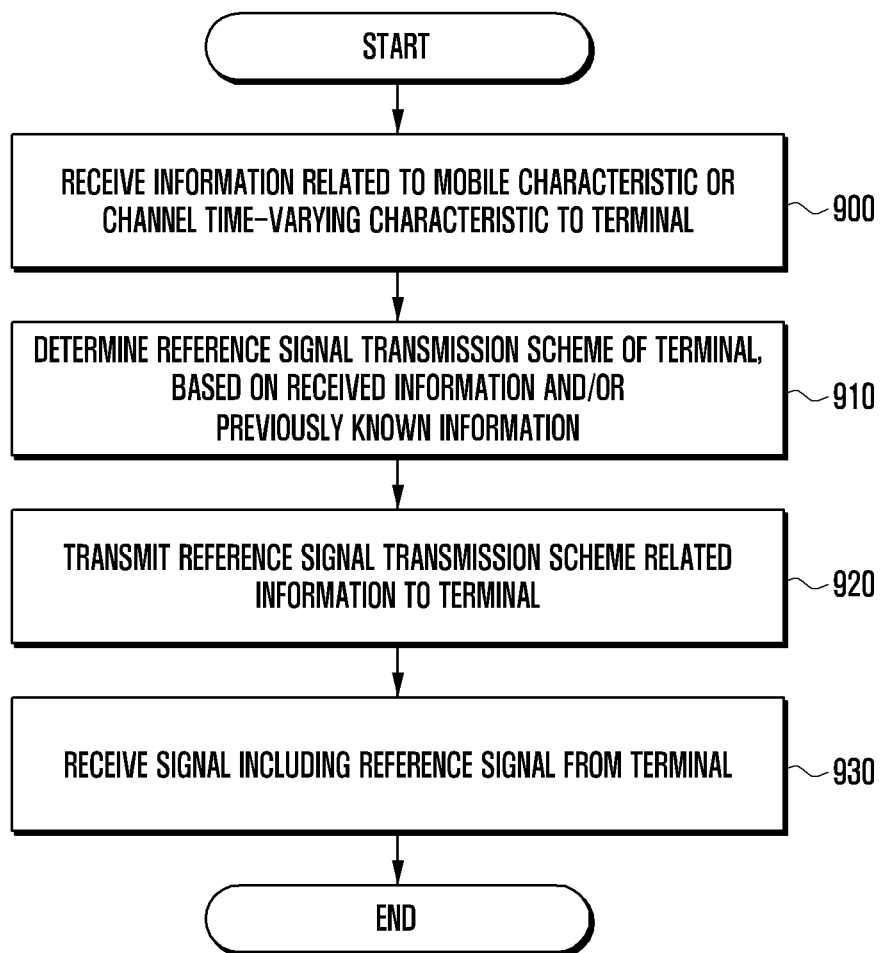 START
RECEIVE INFORMATION RELATED TO MOBILE CHARACTERISTIC OR
CHANNEL TIME-VARYING CHARACTERISTIC TO TERMINAL
900
DETERMINE REFERENCE SIGNAL TRANSMISSION SCHEME OF TERMINAL,
BASED ON RECEIVED INFORMATION AND/OR
PREVIOUSLY KNOWN INFORMATION
910
TRANSMIT REFERENCE SIGNAL TRANSMISSION SCHEME RELATED
INFORMATION TO TERMINAL
920
RECEIVE SIGNAL INCLUDING REFERENCE SIGNAL FROM TERMINAL
930
END